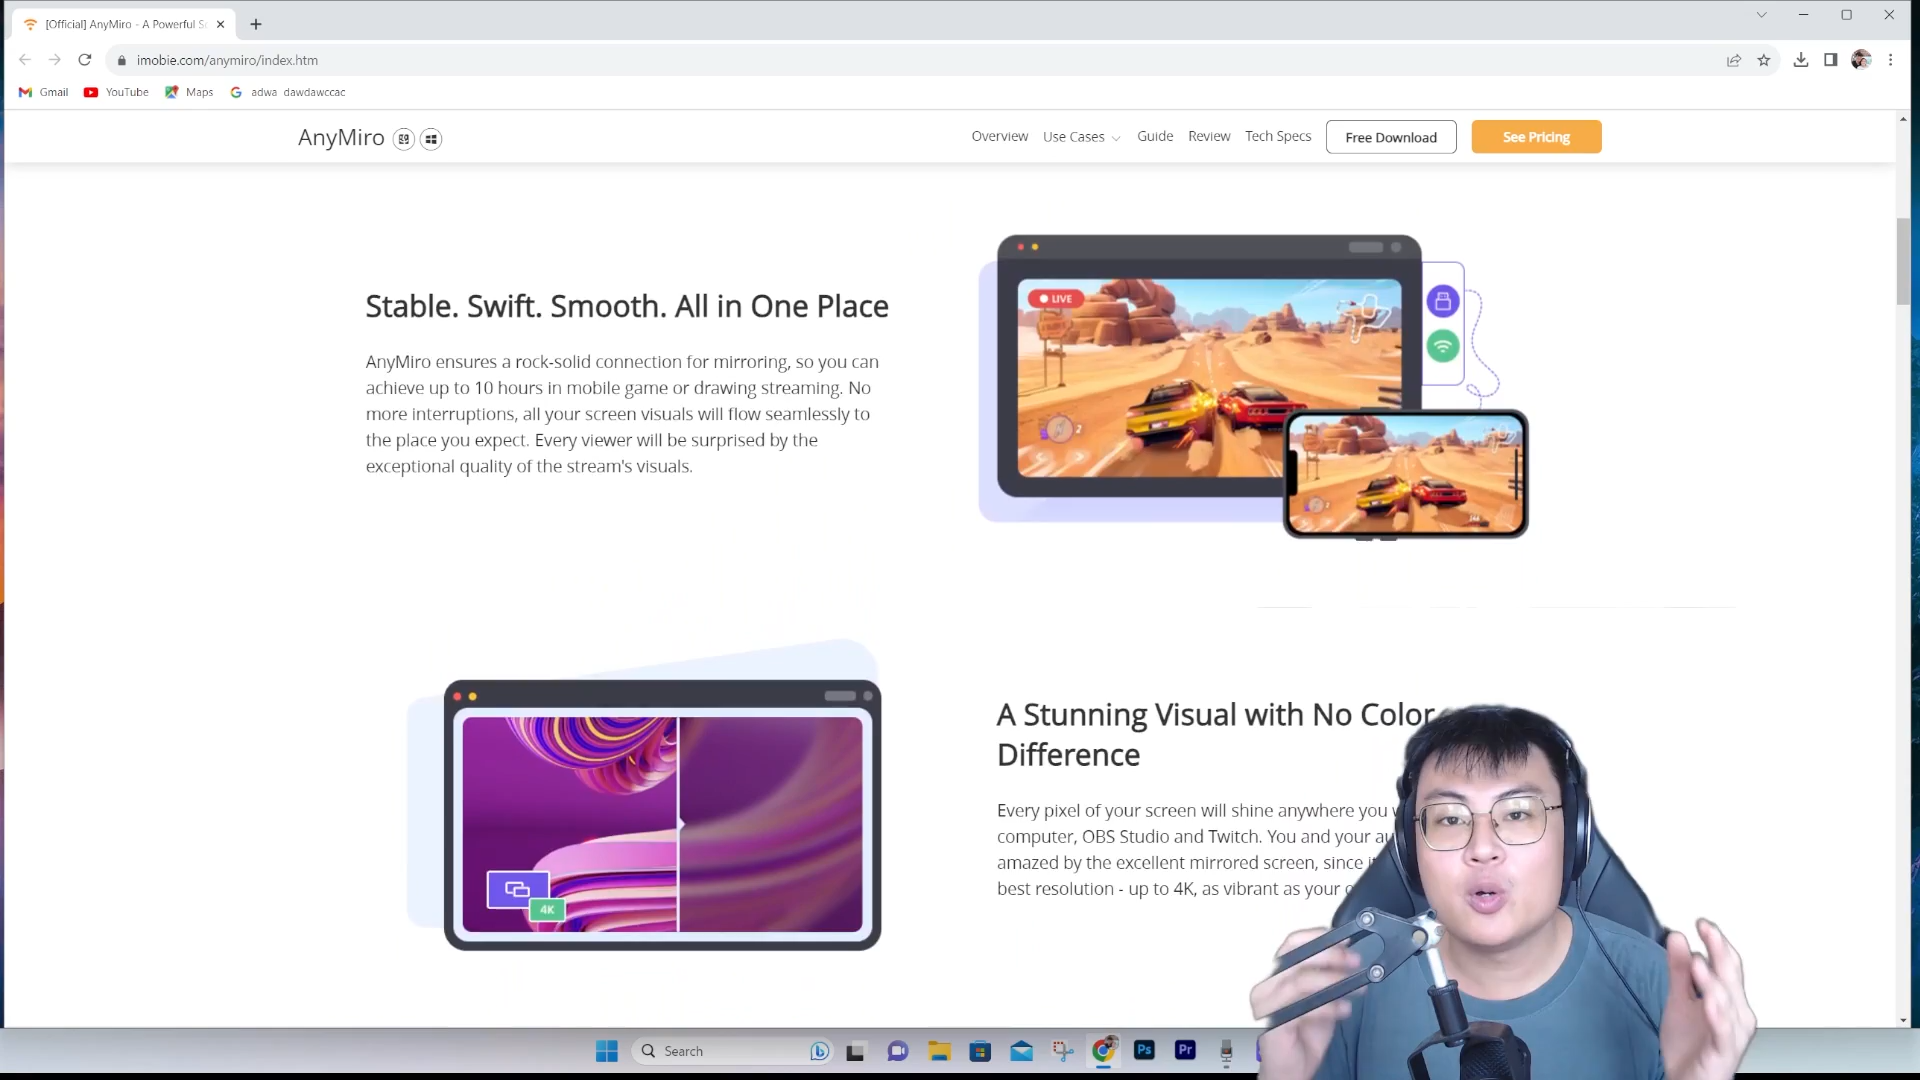 [Official] AnyMiro - A Powerful S
imobie.com/anymiro/index.htm
Gmail
YouTube
Maps
adwa dawdawccac
AnyMiro
Overview
Use Cases
Guide
Review
Tech Specs
Free Download
See Pricing
Stable. Swift. Smooth. All in One Place
AnyMiro ensures a rock-solid connection for mirroring, so you can
achieve up to 10 hours in mobile game or drawing streaming. No
more interruptions, all your screen visuals will flow seamlessly to
the place you expect. Every viewer will be surprised by the
exceptional quality of the stream's visuals.
LIVE
4K
A Stunning Visual with No Color
Difference
Every pixel of your screen will shine anywhere you
computer, OBS Studio and Twitch. You and your
amazed by the excellent mirrored screen, since
best resolution - up to 4K, as vibrant as your
Search
Ps
Pr